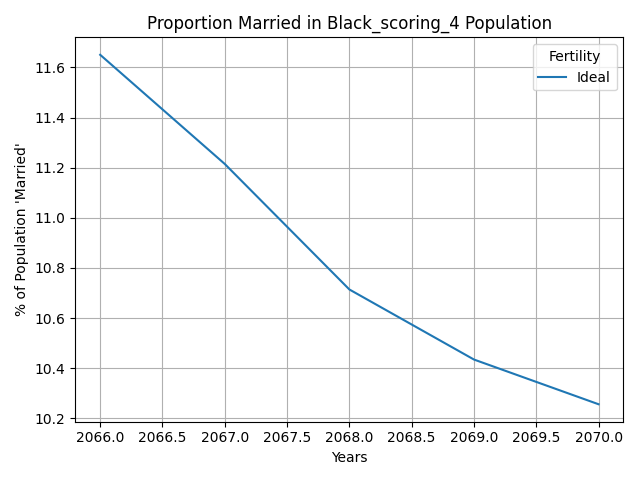 Proportion Married in Black_scoring_4 Population
Fertility
Ideal
% of Population 'Married'
11.6
11.4
11.2
11.0
10.8
10.6
10.4
10.2
2066.0 2066.5 2067.0 2067.5 2068.0 2068.5 2069.0 2069.5 2070.0
Years